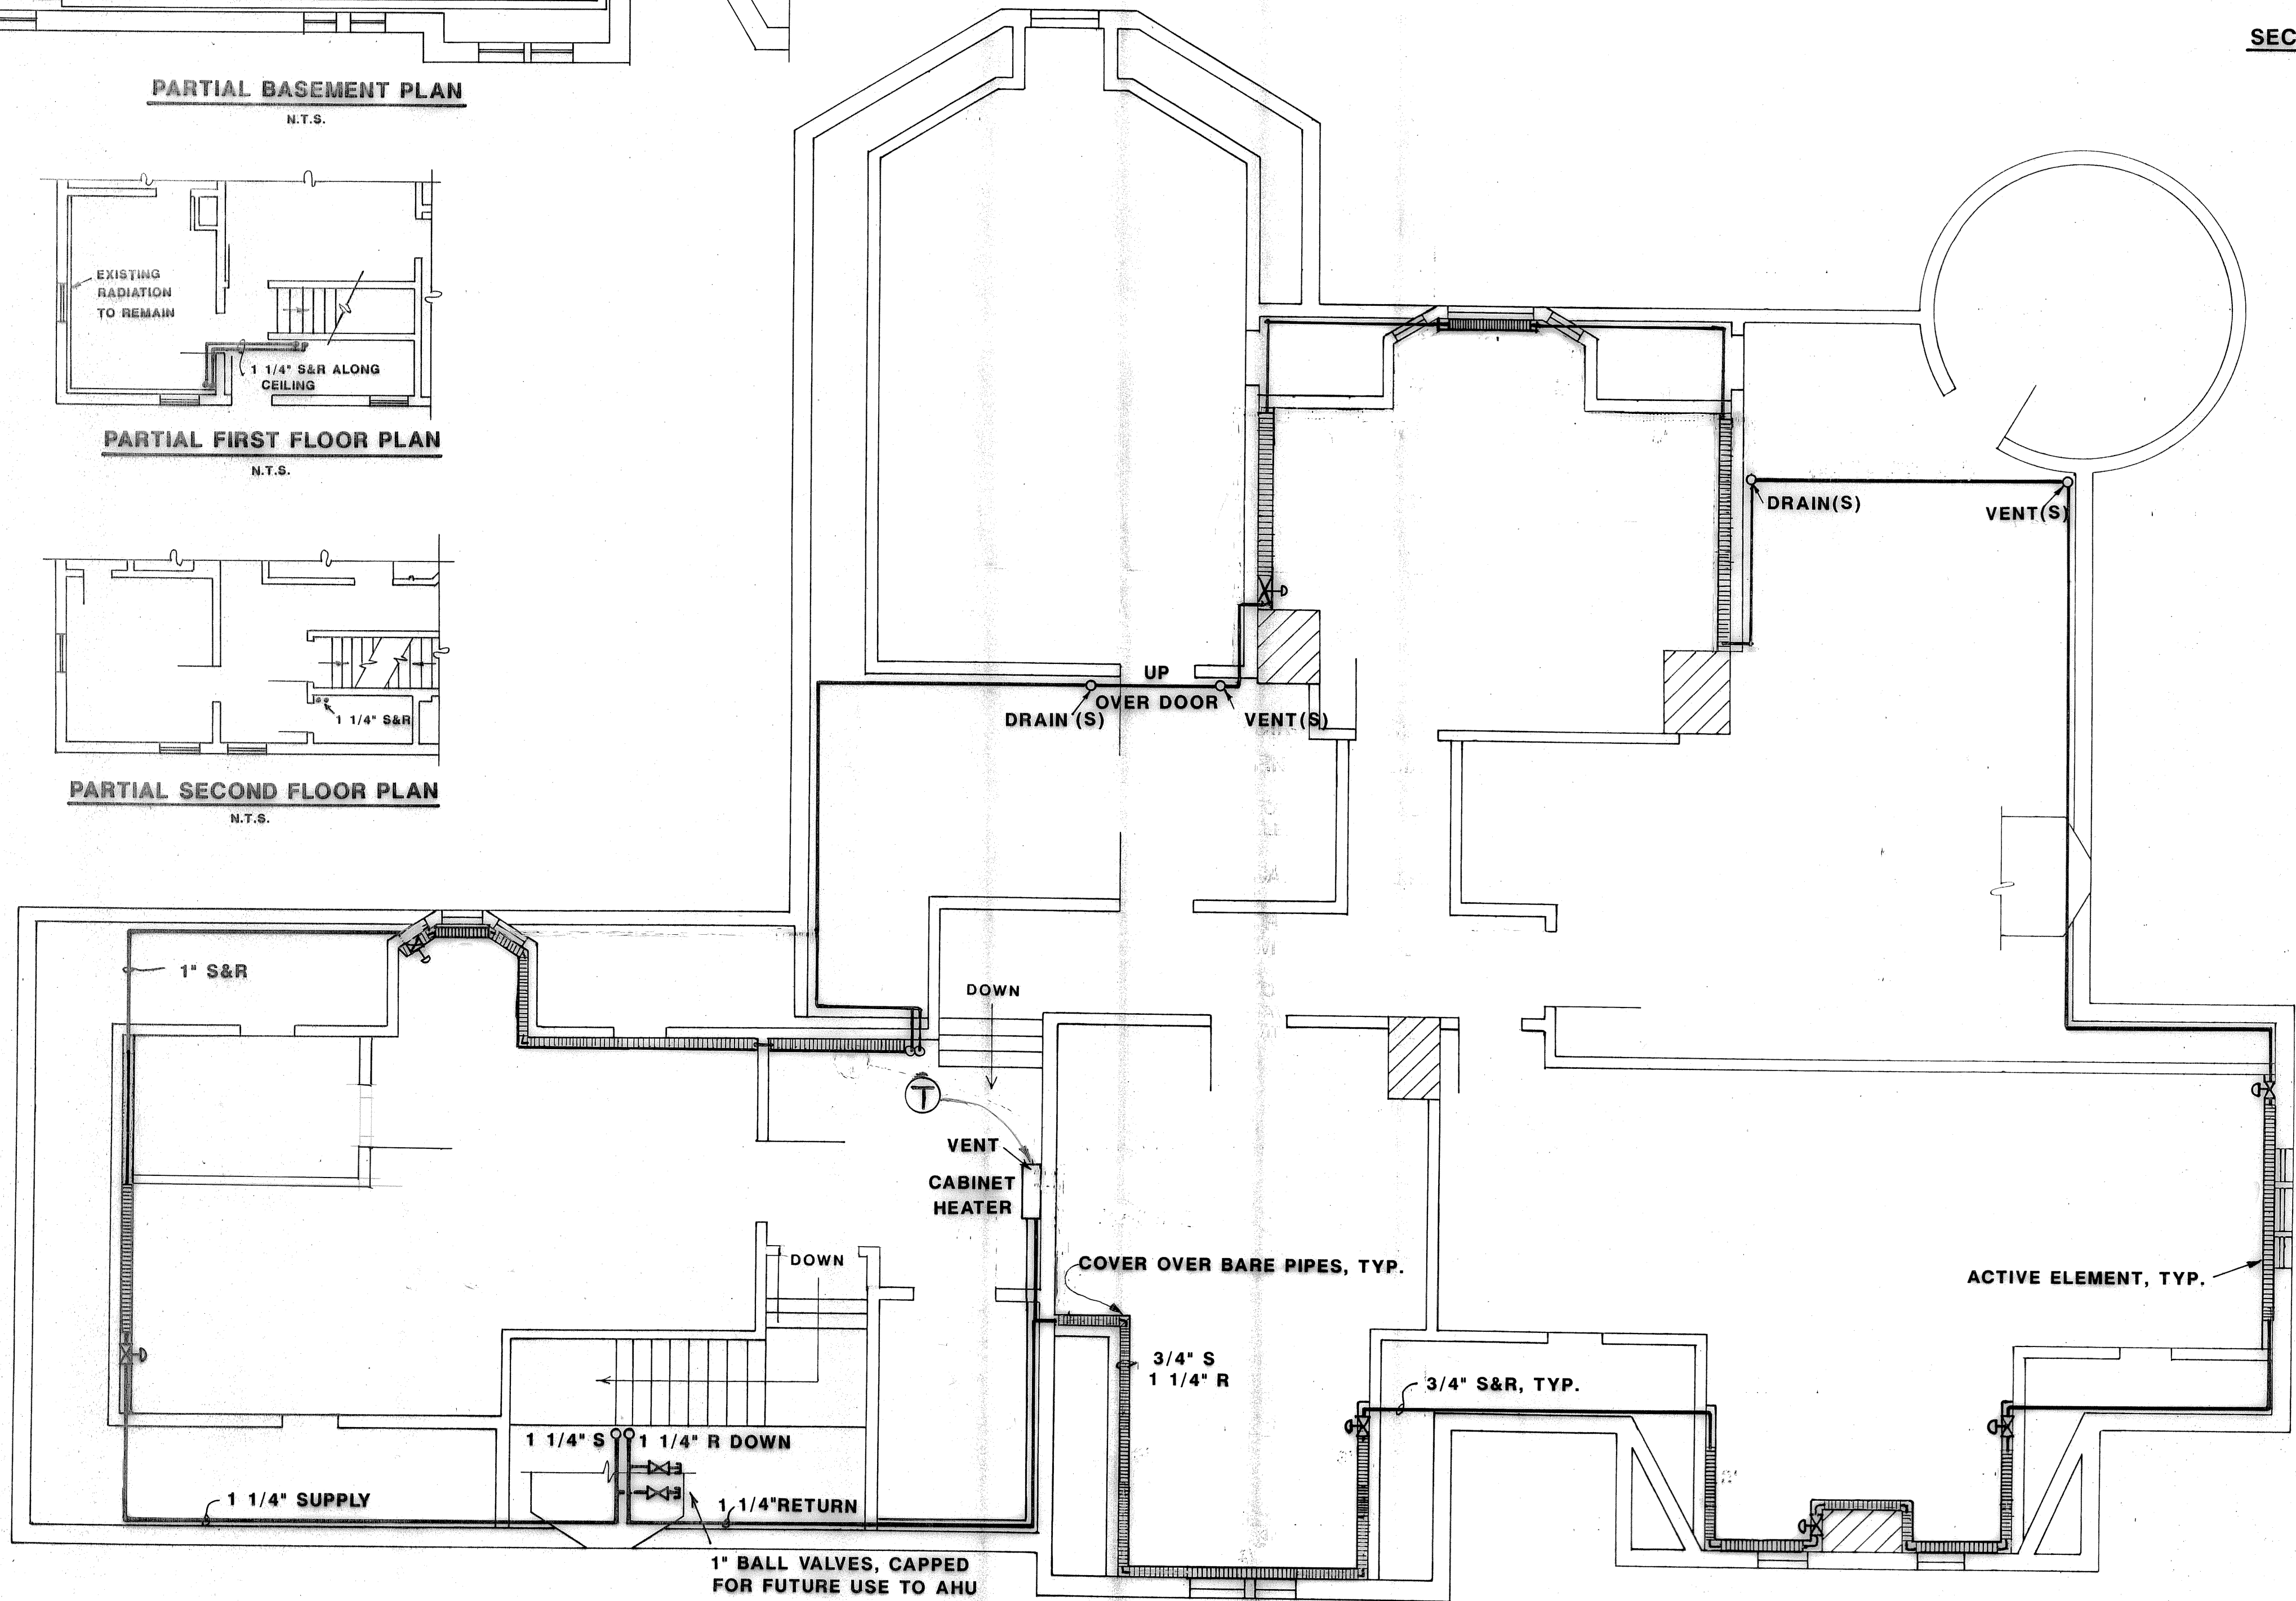 SEC
PARTIAL BASEMENT PLAN
N.T.S.
EXISTING
RADIATION
TO REMAIN
1 1/4" S&R ALONG
CEILING
PARTIAL FIRST FLOOR PLAN
N.T.S.
1 1/4" S&R
PARTIAL SECOND FLOOR PLAN
N.T.S.
DRAIN(S)
VENT(S)
UP
OVER DOOR
DRAIN (S)
VENT(S)
1" S&R
DOWN
T
VENT
CABINET
HEATER
DOWN
COVER OVER BARE PIPES, TYP.
ACTIVE ELEMENT, TYP.
3/4" S
1 1/4" R
3/4" S&R, TYP.
1 1/4" S
1 1/4" R DOWN
1 1/4" SUPPLY
1 1/4"RETURN
1" BALL VALVES, CAPPED
FOR FUTURE USE TO AHU